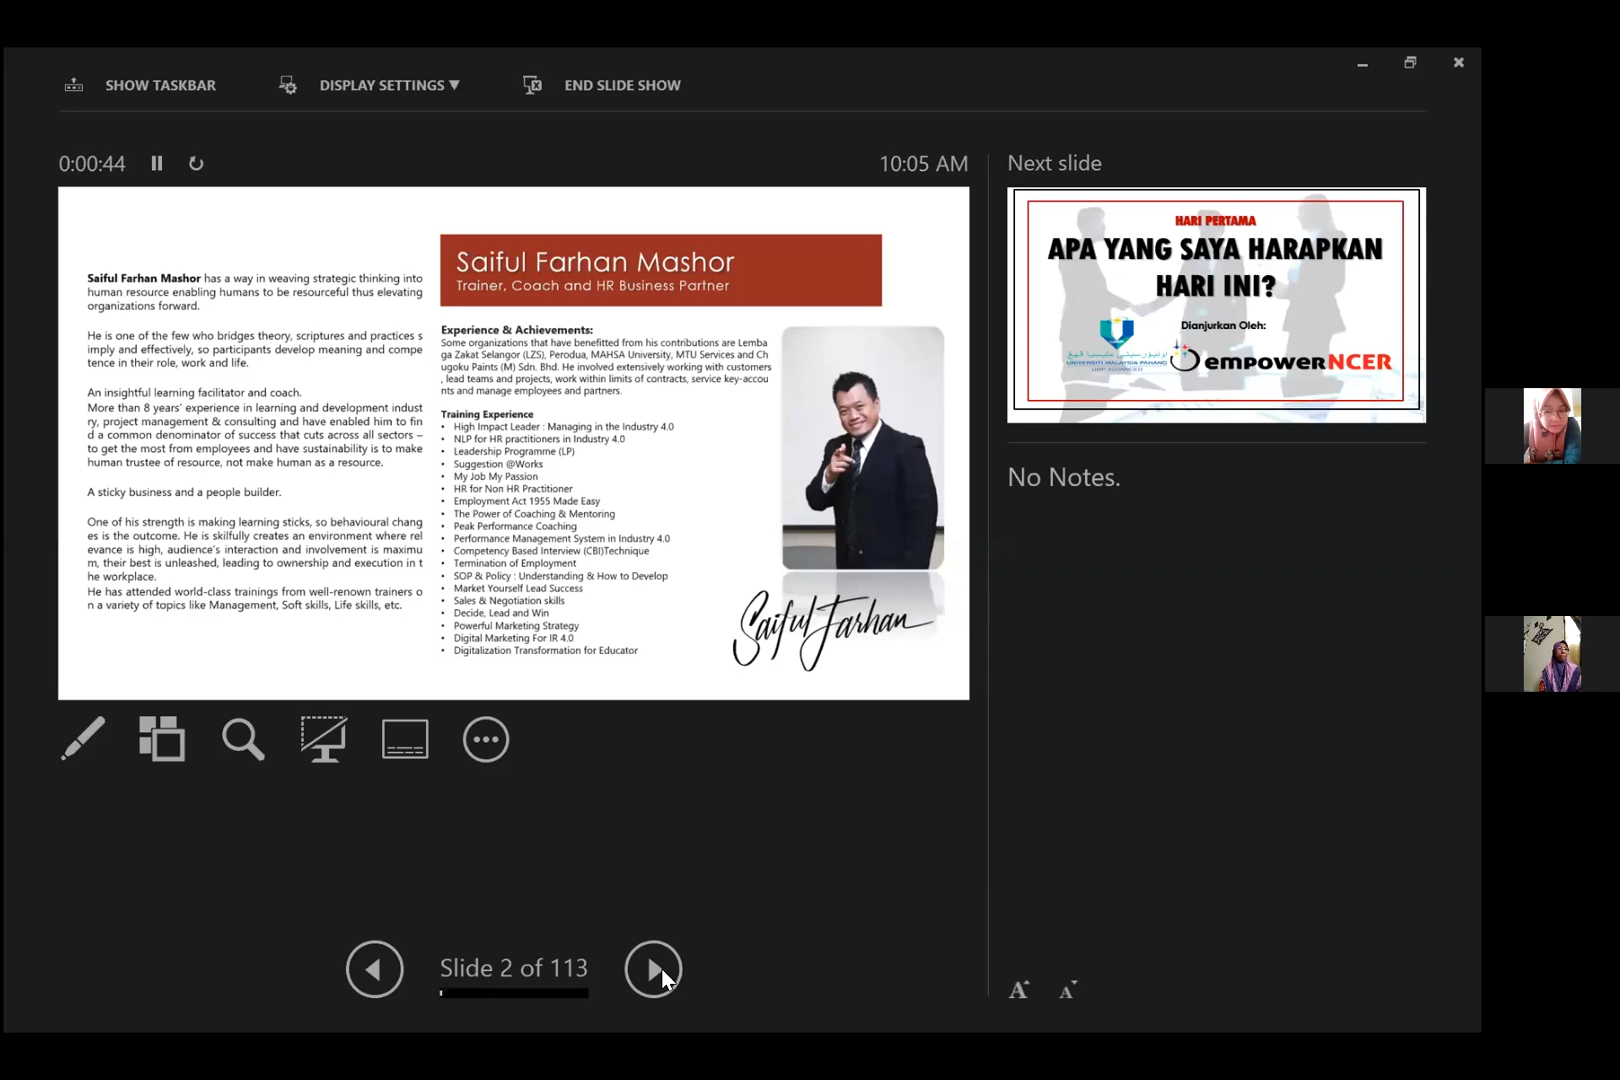 SHOW TASKBAR
DISPLAY SETTINGS ▼
END SLIDE SHOW
0:00:44
10:05 AM
Saiful Farhan Mashor has a way in weaving strategic thinking into
human resource enabling humans to be resourceful thus elevating
organizations forward.
He is one of the few who bridges theory, scriptures and practices s
imply and effectively, so participants develop meaning and compe
tence in their role, work and life.
An insightful learning facilitator and coach.
More than 8 years' experience in learning and development indust
ry, project management & consulting and have enabled him to fin
d a common denominator of success that cuts across all sectors –
to get the most from employees and have sustainability is to make
human trustee of resource, not make human as a resource.
A sticky business and a people builder.
One of his strength is making learning sticks, so behavioural chang
es is the outcome. He is skilfully creates an environment where rel
evance is high, audience's interaction and involvement is maximu
m, their best is unleashed, leading to ownership and execution in t
he workplace.
He has attended world-class trainings from well-renown trainers o
n a variety of topics like Management, Soft skills, Life skills, etc.
Saiful Farhan Mashor
Trainer, Coach and HR Business Partner
Experience & Achievements:
Some organizations that have benefitted from his contributions are Lemba
ga Zakat Selangor (LZS), Perodua, MAHSA University, MTU Services and Ch
ugoku Paints (M) Sdn. Bhd. He involved extensively working with customers
, lead teams and projects, work within limits of contracts, service key-accou
nts and manage employees and partners.
Training Experience
• High Impact Leader : Managing in the Industry 4.0
• NLP for HR practitioners in Industry 4.0
• Leadership Programme (LP)
• Suggestion @Works
• My Job My Passion
• HR for Non HR Practitioner
• Employment Act 1955 Made Easy
• The Power of Coaching & Mentoring
• Peak Performance Coaching
• Performance Management System in Industry 4.0
• Competency Based Interview (CBI)Technique
• Termination of Employment
• SOP & Policy : Understanding & How to Develop
• Market Yourself Lead Success
• Sales & Negotiation skills
• Decide, Lead and Win
• Powerful Marketing Strategy
• Digital Marketing For IR 4.0
• Digitalization Transformation for Educator
Saiful Farhan
Next slide
HARI PERTAMA
APA YANG SAYA HARAPKAN
HARI INI?
Dianjurkan Oleh:
اونيۏرسيتي مليسيا ڤهڠ
UNIVERSITI MALAYSIA PAHANG
UMP ADVANCED
empowerNCER
No Notes.
Slide 2 of 113
A A